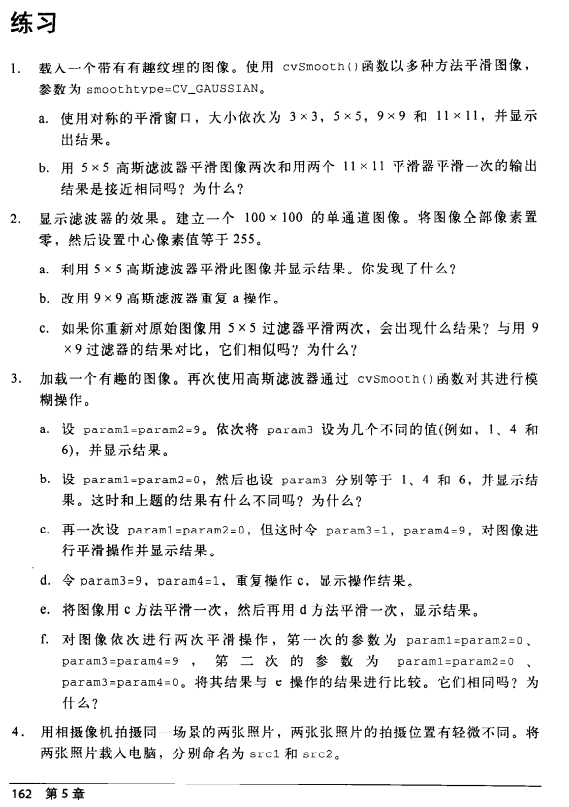 练习
1. 载入一个带有有趣纹理的图像。使用 cvSmooth()函数以多种方法平滑图像，
参数为 smoothtype=CV_GAUSSIAN。
a. 使用对称的平滑窗口，大小依次为 3×3，5×5，9×9 和 11×11，并显示
出结果。
b. 用 5×5 高斯滤波器平滑图像两次和用两个 11×11 平滑器平滑一次的输出
结果是接近相同吗？为什么？
2. 显示滤波器的效果。建立一个 100×100 的单通道图像。将图像全部像素置
零，然后设置中心像素值等于 255。
a. 利用 5×5 高斯滤波器平滑此图像并显示结果。你发现了什么？
b. 改用 9×9 高斯滤波器重复 a 操作。
c. 如果你重新对原始图像用 5×5 过滤器平滑两次，会出现什么结果？与用 9
×9 过滤器的结果对比，它们相似吗？为什么？
3. 加载一个有趣的图像。再次使用高斯滤波器通过 cvSmooth()函数对其进行模
糊操作。
a. 设 param1=param2=9。依次将 param3 设为几个不同的值(例如，1、4 和
6)，并显示结果。
b. 设 param1=param2=0，然后也设 param3 分别等于 1、4 和 6，并显示结
果。这时和上题的结果有什么不同吗？为什么？
c. 再一次设 param1=param2=0，但这时令 param3=1，param4=9，对图像进
行平滑操作并显示结果。
d. 令 param3=9，param4=1，重复操作 c，显示操作结果。
e. 将图像用 c 方法平滑一次，然后再用 d 方法平滑一次，显示结果。
f. 对图像依次进行两次平滑操作，第一次的参数为 param1=param2=0、
param3=param4=9 ，第二次的参数为 param1=param2=0 、
param3=param4=0。将其结果与 e 操作的结果进行比较。它们相同吗？为
什么？
4. 用相摄像机拍摄同 场景的两张照片，两张张照片的拍摄位置有轻微不同。将
两张照片载入电脑，分别命名为 src1 和 src2。
162 第 5 章